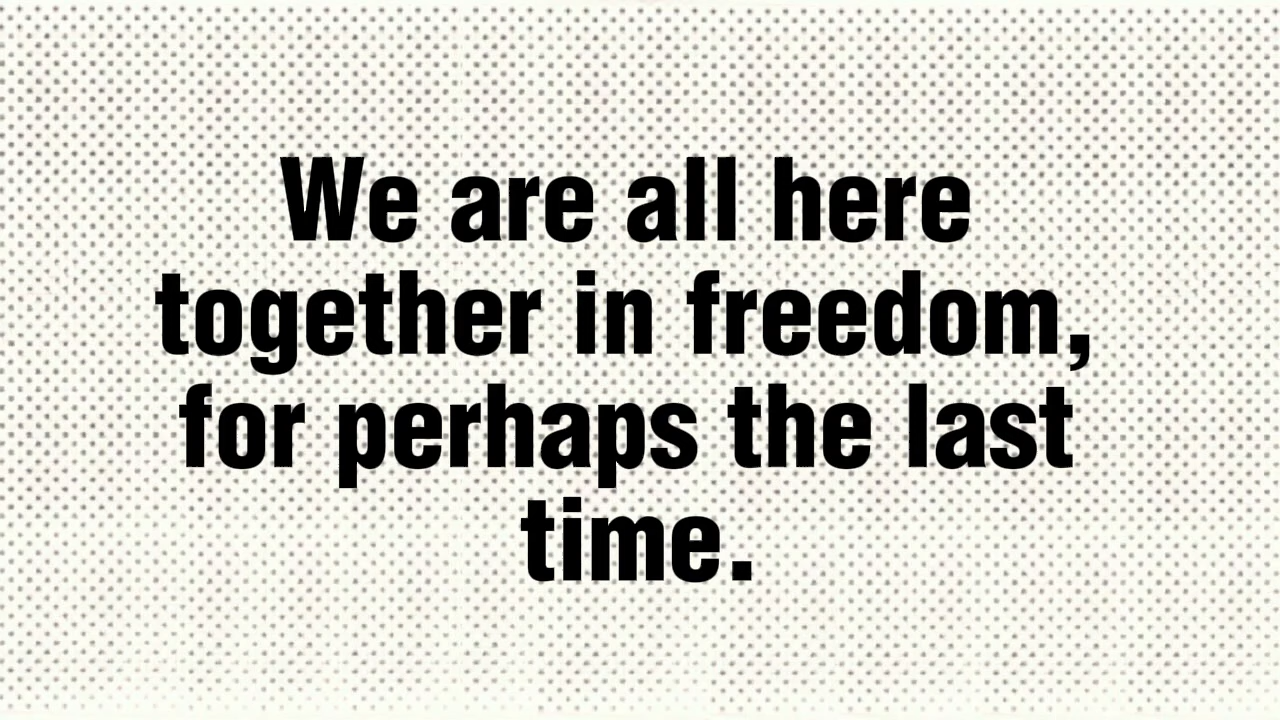 We are all here
together in freedom,
for perhaps the last
time.